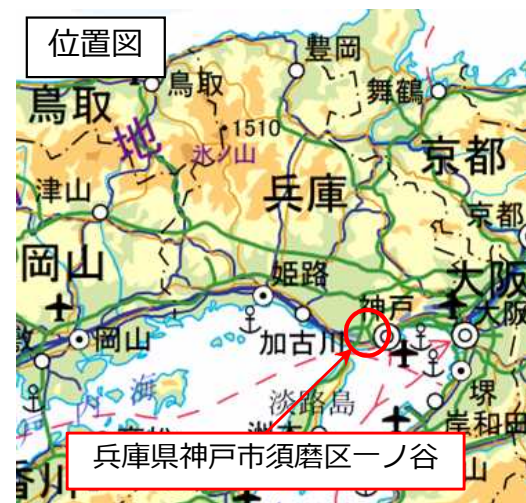 位置図
豊岡
鳥取
舞鶴
鳥取
1510
地
氷ノ山
京都
兵庫
津山
京都
岡山
姫路
大阪
神戸
大阪
岡山
加古川
海
淡路島
堺
岸和田
香川
兵庫県神戸市須磨区一ノ谷